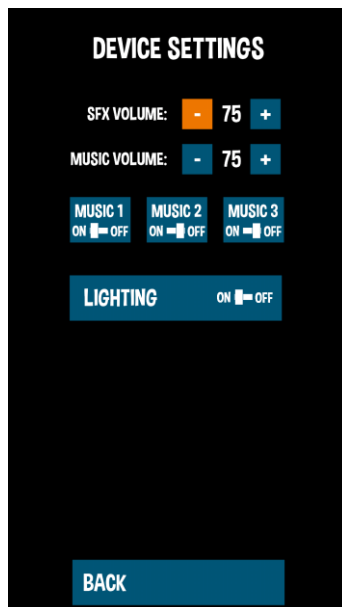 DEVICE SETTINGS
SFX VOLUME: - 75 +
MUSIC VOLUME: - 75 +
MUSIC 1 MUSIC 2 MUSIC 3
ON OFF ON OFF ON OFF
LIGHTING ON OFF
BACK